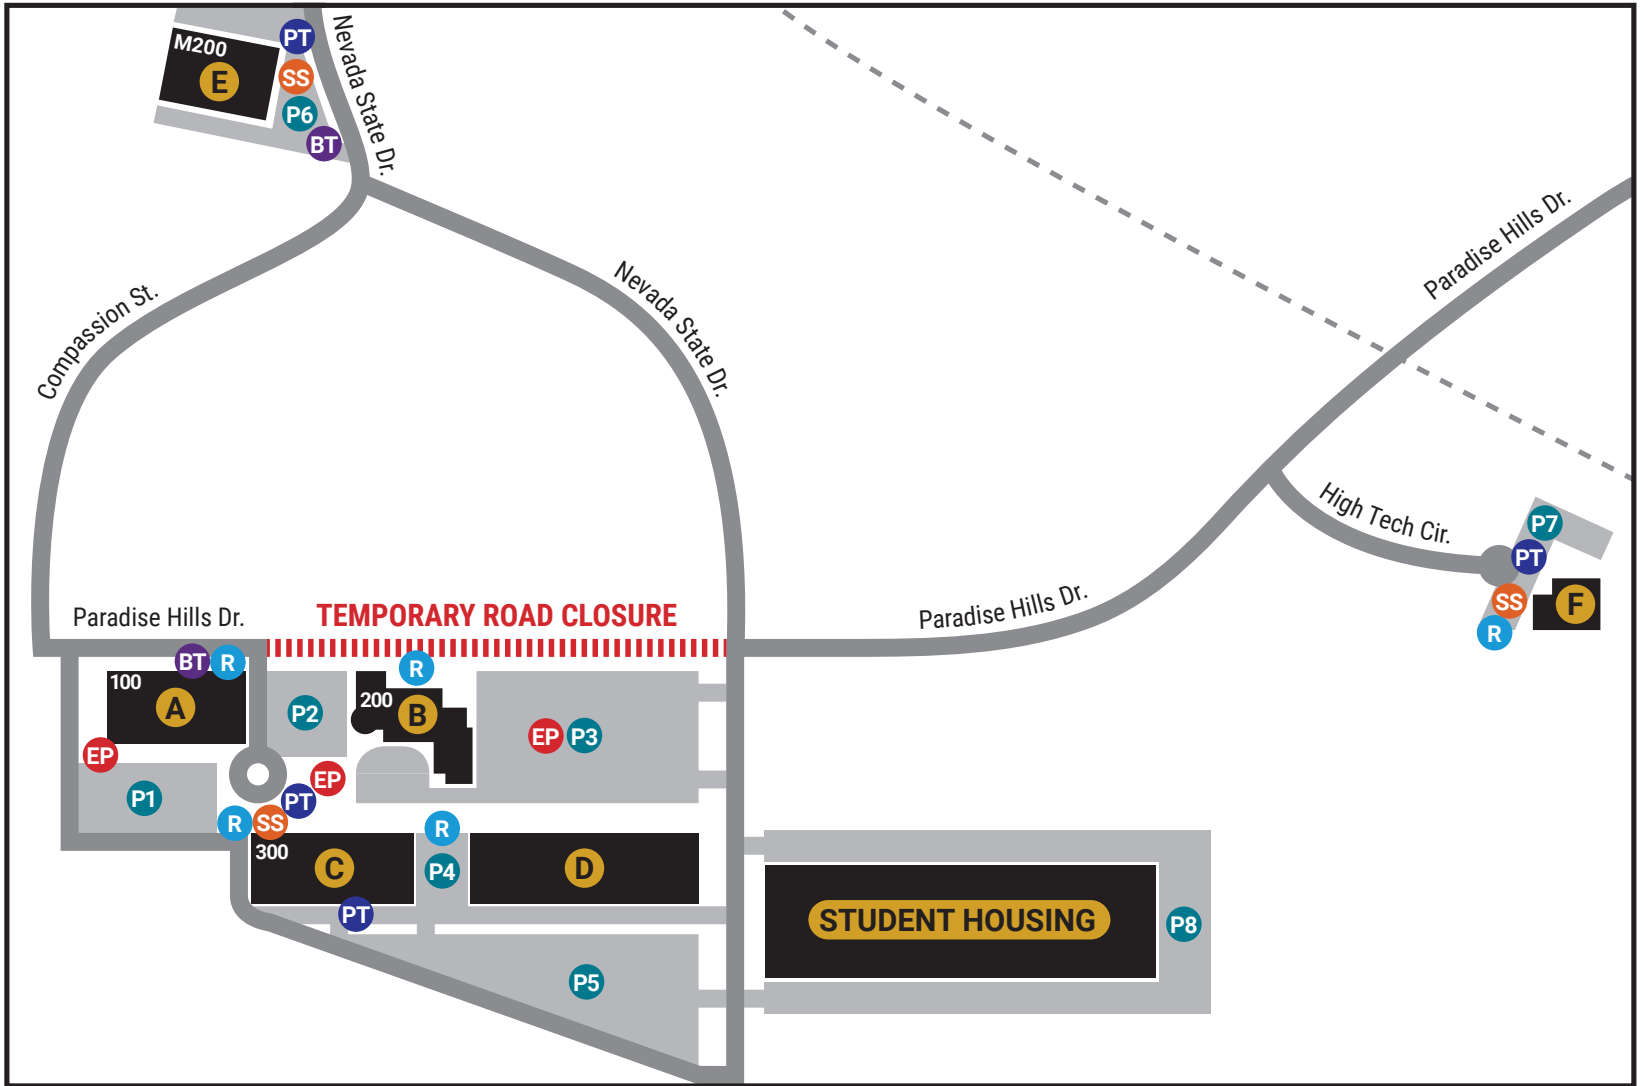 M200
E
PT
SS
P6
BT
Nevada State Dr.
Compassion St.
Nevada State Dr.
Paradise Hills Dr.
High Tech Cir.
P7
PT
SS
F
R
Paradise Hills Dr.
TEMPORARY ROAD CLOSURE
Paradise Hills Dr.
BT
R
R
100
A
P2
200
B
EP
P3
EP
P1
EP
PT
R
SS
R
300
C
P4
D
PT
STUDENT HOUSING
P8
P5